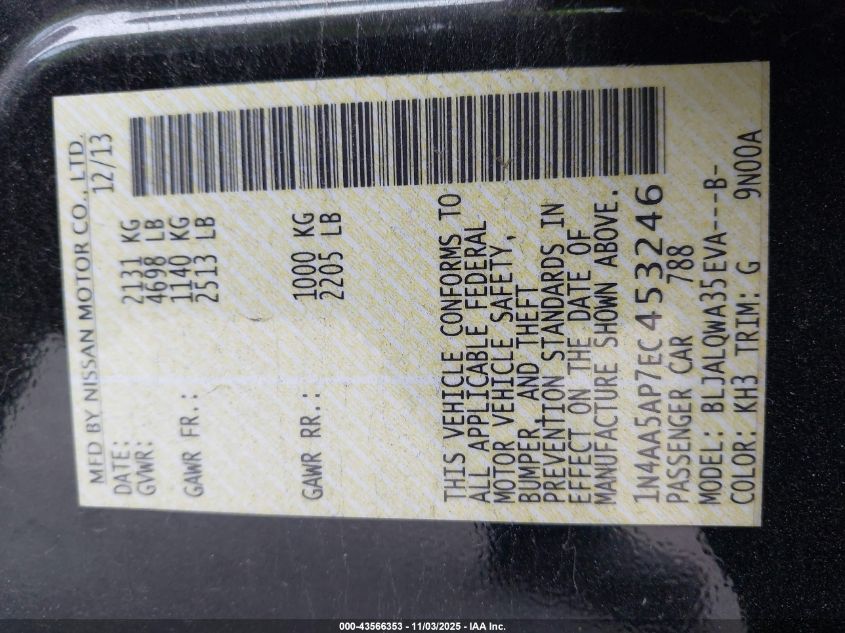 MFD BY NISSAN MOTOR CO., LTD.
DATE: 12/13
GVWR: 2131 KG
4698 LB
GAWR FR.: 1140 KG
2513 LB
GAWR RR.: 1000 KG
2205 LB
THIS VEHICLE CONFORMS TO
ALL APPLICABLE FEDERAL
MOTOR VEHICLE SAFETY,
BUMPER, AND THEFT
PREVENTION STANDARDS IN
EFFECT ON THE DATE OF
MANUFACTURE SHOWN ABOVE.
1N4AA5AP7EC453246
PASSENGER CAR 788
MODEL: BLJALQWA35EVA---B-
COLOR: KH3 TRIM: G 9N00A
000-43566353 - 11/03/2025 - IAA Inc.